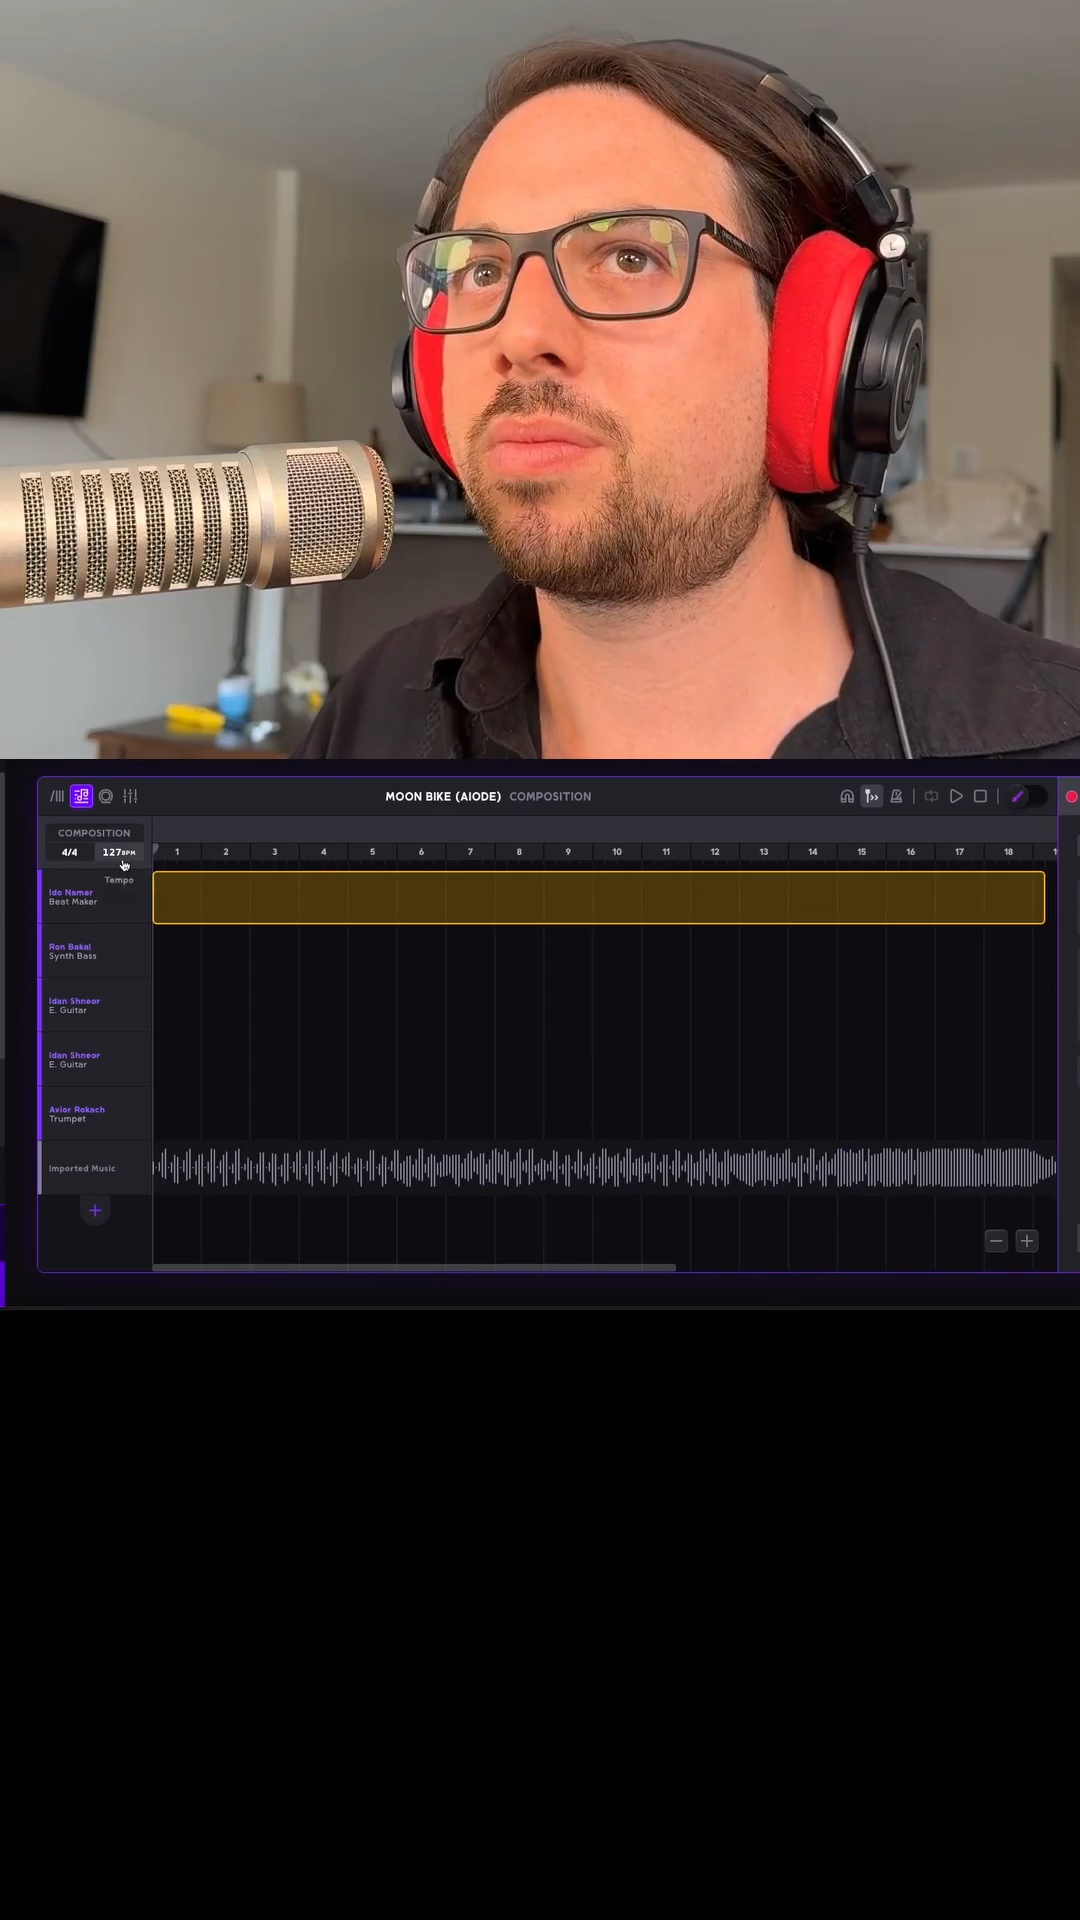 L
MOON BIKE (AIODE) COMPOSITION
COMPOSITION
4/4 127BPM
1 2 3 4 5 6 7 8 9 10 11 12 13 14 15 16 17 18
Tempo
Ido Namer
Beat Maker
Ron Bakal
Synth Bass
Idan Shneor
E. Guitar
Idan Shneor
E. Guitar
Avior Rokach
Trumpet
Imported Music